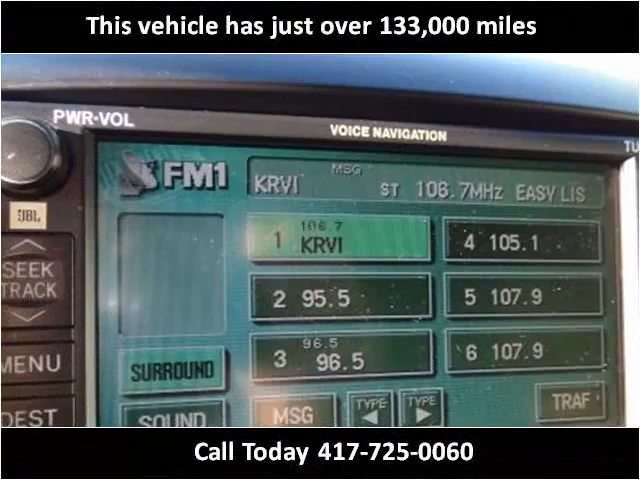 This vehicle has just over 133,000 miles
PWR·VOL
VOICE NAVIGATION
TU
FM1
MSG
KRVI ST 106.7MHz EASY LIS
JBL
106.7
1 KRVI
4 105.1
SEEK
TRACK
2 95.5
5 107.9
96.5
3 96.5
6 107.9
MENU
SURROUND
DEST
SOUND
MSG
TYPE
TYPE
TRAF
Call Today 417-725-0060